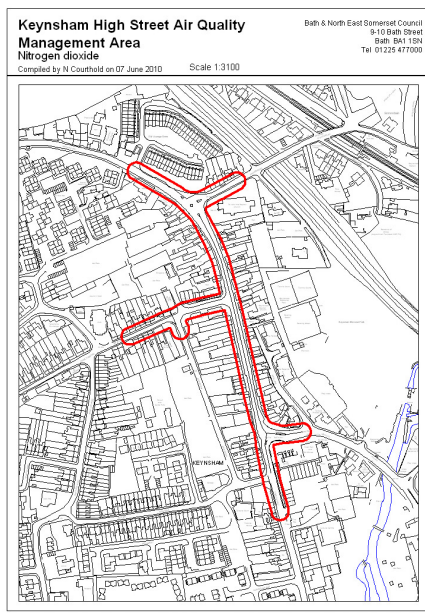 Keynsham High Street Air Quality
Management Area
Nitrogen dioxide
Compiled by N Courthold on 07 June 2010
Scale 1:3100
Bath & North East Somerset Council
9-10 Bath Street
Bath BA1 1SN
Tel 01225 477000
KEYNSHAM